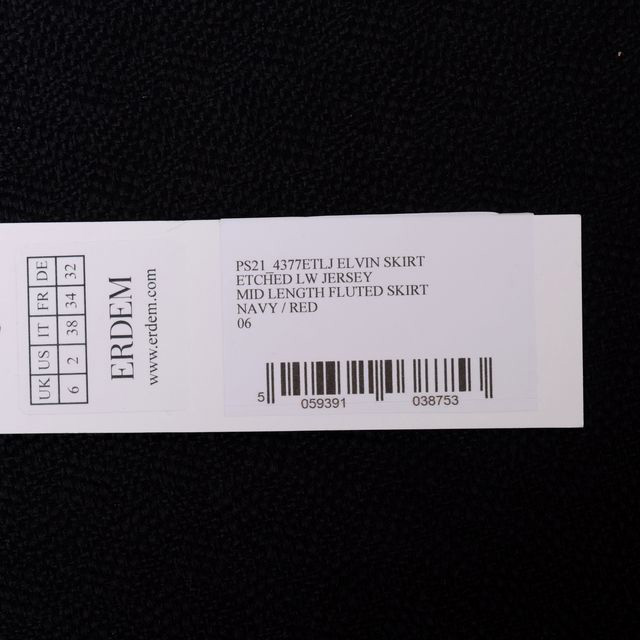 UK US IT FR DE
6 2 38 34 32
ERDEM
www.erdem.com
PS21_4377ETLJ ELVIN SKIRT
ETCHED LW JERSEY
MID LENGTH FLUTED SKIRT
NAVY / RED
06
5 059391 038753